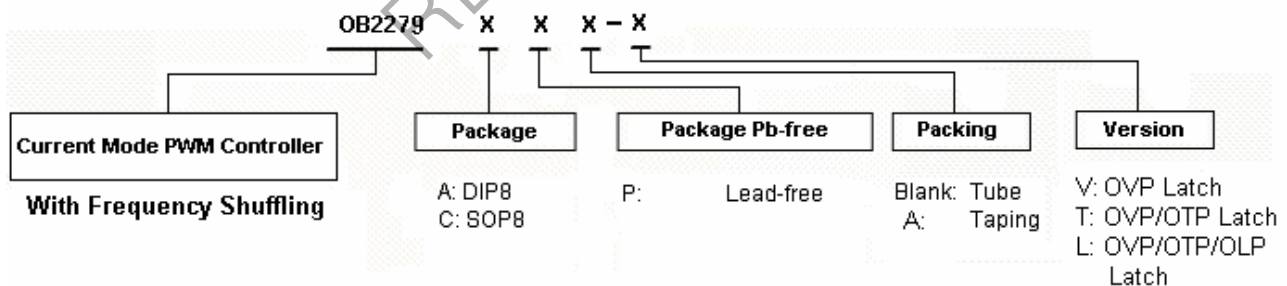 OB2279 X X X - X
Current Mode PWM Controller
With Frequency Shuffling
Package
A: DIP8
C: SOP8
Package Pb-free
P: Lead-free
Packing
Blank: Tube
A: Taping
Version
V: OVP Latch
T: OVP/OTP Latch
L: OVP/OTP/OLP
Latch